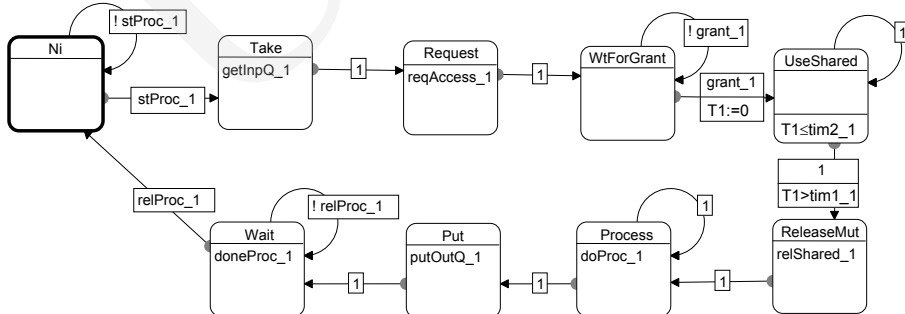 ! stProc_1
Ni
stProc_1
Take
getInpQ_1
1
Request
reqAccess_1
1
! grant_1
WtForGrant
grant_1
T1:=0
1
UseShared
T1≤tim2_1
1
T1>tim1_1
relProc_1
! relProc_1
Wait
doneProc_1
1
Put
putOutQ_1
1
1
Process
doProc_1
1
ReleaseMut
relShared_1